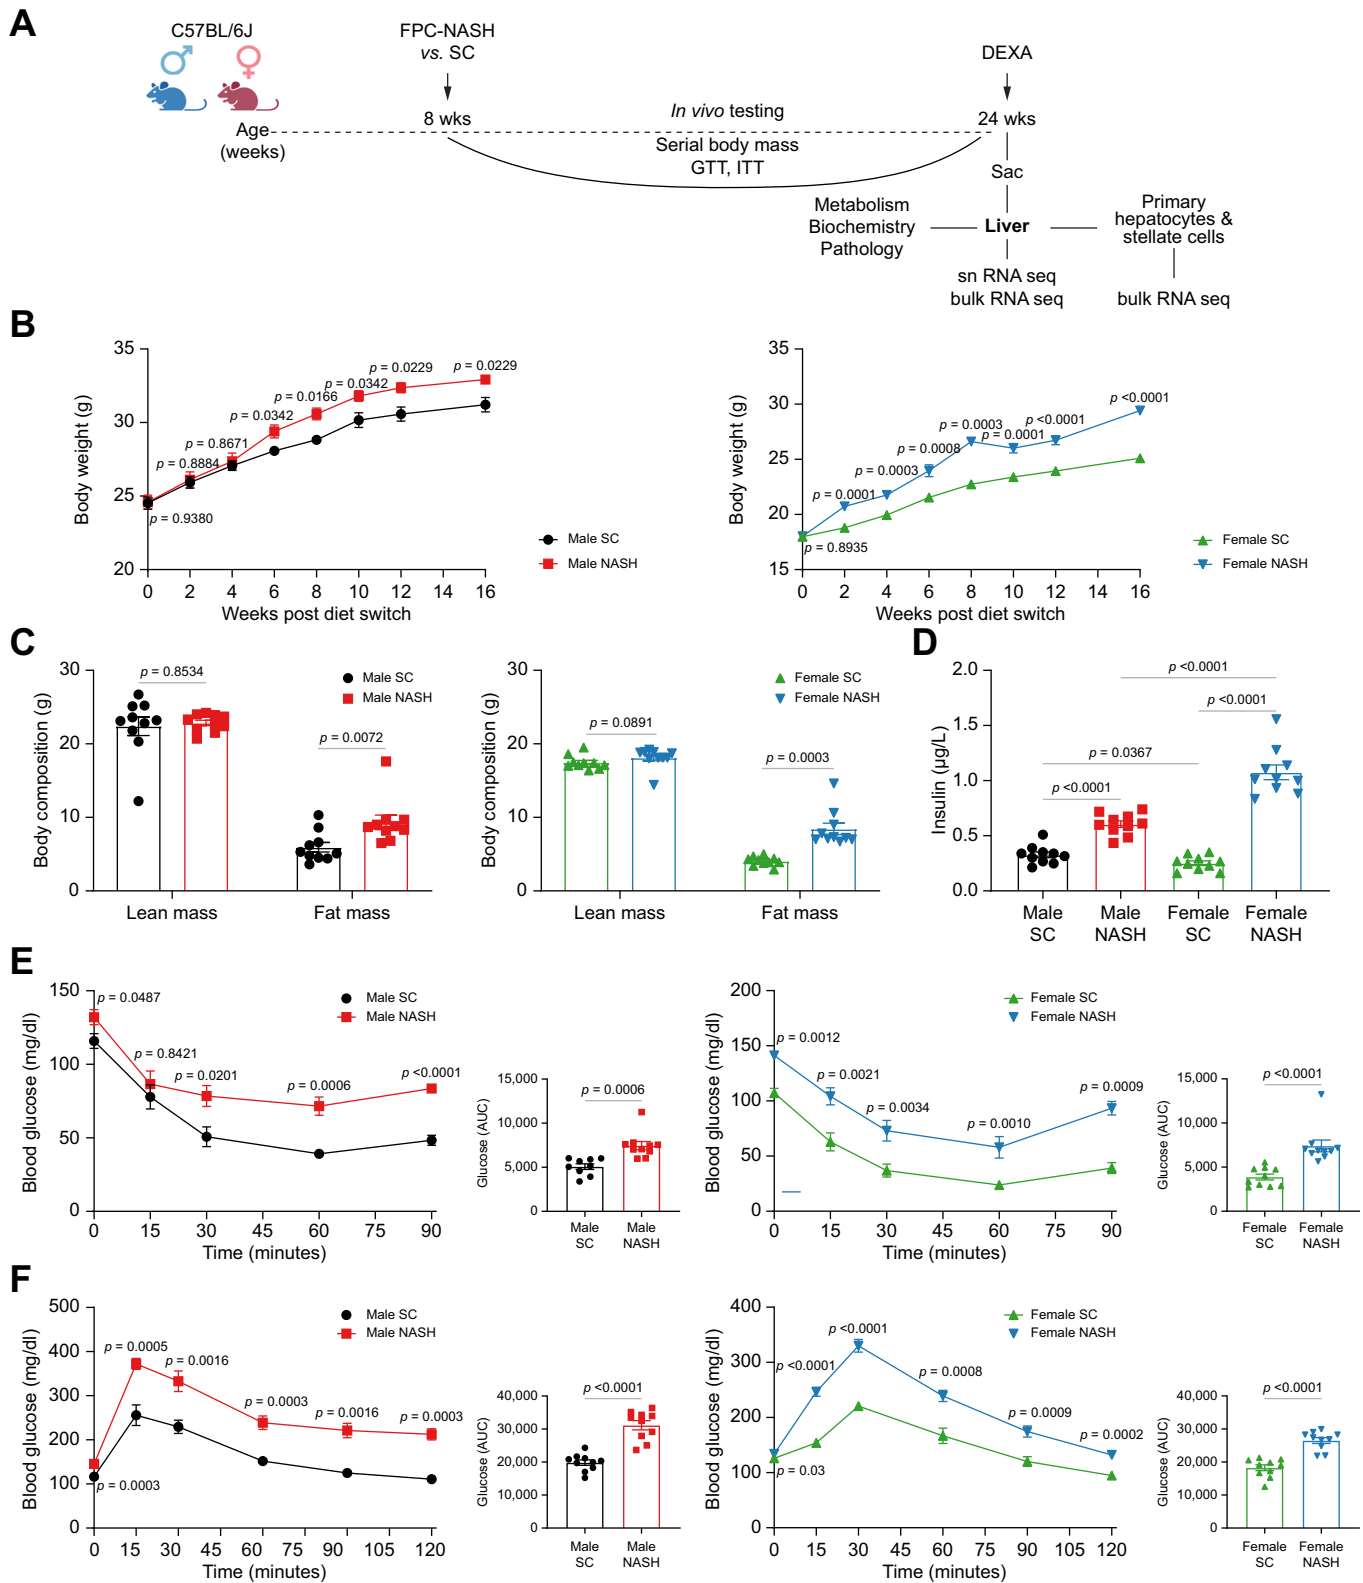 A
C57BL/6J
FPC-NASH
vs. SC
DEXA
8 wks
In vivo testing
24 wks
Age
(weeks)
Serial body mass
GTT, ITT
Sac
Metabolism
Biochemistry
Pathology
Liver
Primary
hepatocytes &
stellate cells
sn RNA seq
bulk RNA seq
bulk RNA seq
B
Body weight (g)
35
30
25
20
p = 0.9380
p = 0.8884
p = 0.8671
p = 0.0342
p = 0.0166
p = 0.0342
p = 0.0229
p = 0.0229
Male SC
Male NASH
0 2 4 6 8 10 12 14 16
Weeks post diet switch
Body weight (g)
35
30
25
20
15
p = 0.8935
p = 0.0001
p = 0.0003
p = 0.0008
p = 0.0003
p = 0.0001
p <0.0001
p <0.0001
Female SC
Female NASH
0 2 4 6 8 10 12 14 16
Weeks post diet switch
C
Body composition (g)
30
20
10
0
p = 0.8534
p = 0.0072
Male SC
Male NASH
Lean mass Fat mass
Body composition (g)
30
20
10
0
p = 0.0891
p = 0.0003
Female SC
Female NASH
Lean mass Fat mass
D
Insulin (µg/L)
2.0
1.5
1.0
0.5
0.0
p <0.0001
p <0.0001
p = 0.0367
p <0.0001
Male SC
Male NASH
Female SC
Female NASH
E
Blood glucose (mg/dl)
150
100
50
0
p = 0.0487
p = 0.8421
p = 0.0201
p = 0.0006
p <0.0001
Male SC
Male NASH
0 15 30 45 60 75 90
Time (minutes)
Glucose (AUC)
15,000
10,000
5,000
0
p = 0.0006
Male SC
Male NASH
Blood glucose (mg/dl)
200
150
100
50
0
p = 0.0012
p = 0.0021
p = 0.0034
p = 0.0010
p = 0.0009
Female SC
Female NASH
0 15 30 45 60 75 90
Time (minutes)
Glucose (AUC)
15,000
10,000
5,000
0
p <0.0001
Female SC
Female NASH
F
Blood glucose (mg/dl)
500
400
300
200
100
0
p = 0.0003
p = 0.0005
p = 0.0016
p = 0.0003
p = 0.0016
p = 0.0003
Male SC
Male NASH
0 15 30 45 60 75 90 105 120
Time (minutes)
Glucose (AUC)
40,000
30,000
20,000
10,000
0
p <0.0001
Male SC
Male NASH
Blood glucose (mg/dl)
400
300
200
100
0
p = 0.03
p <0.0001
p <0.0001
p = 0.0008
p = 0.0009
p = 0.0002
Female SC
Female NASH
0 15 30 45 60 75 90 105 120
Time (minutes)
Glucose (AUC)
40,000
30,000
20,000
10,000
0
p <0.0001
Female SC
Female NASH